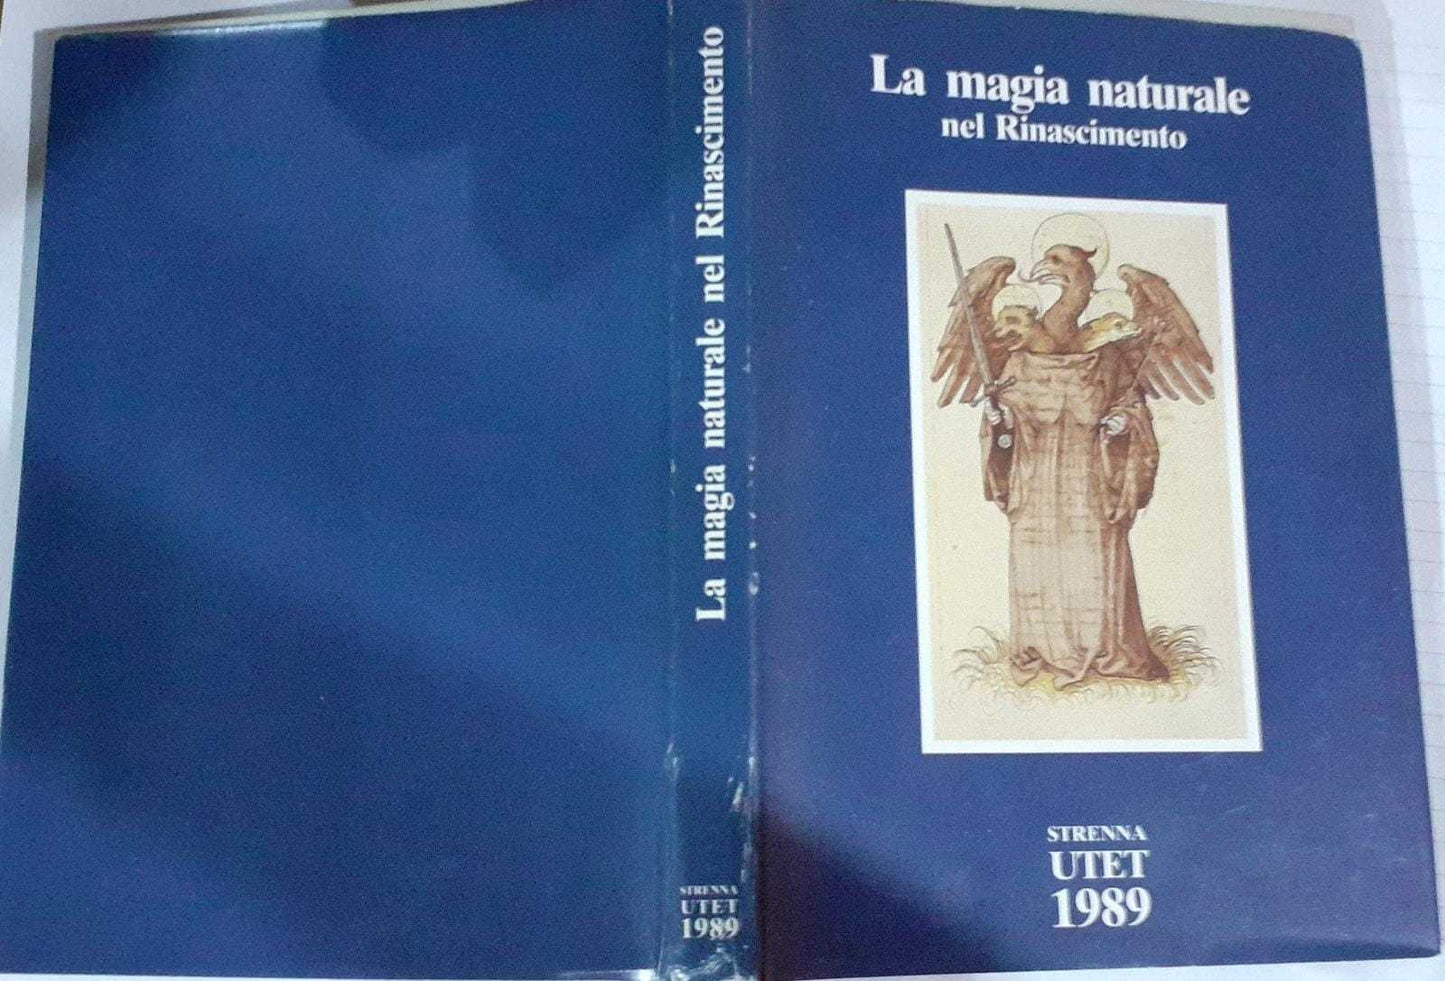 La magia naturale nel Rinascimento
STRENNA
UTET
1989
La magia naturale
nel Rinascimento
STRENNA
UTET
1989